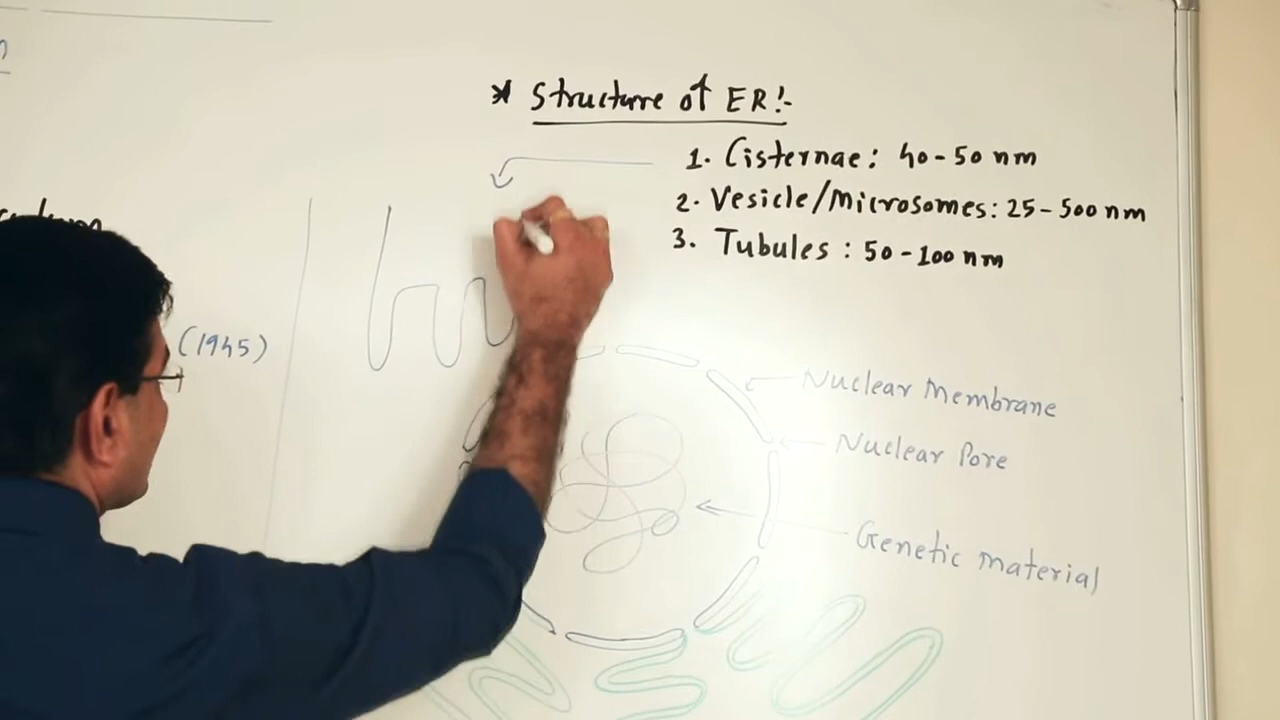 * Structure of ER:-
1. Cisternae: 40-50 nm
2. Vesicle/Microsomes: 25-500 nm
3. Tubules: 50-100 nm
(1945)
Nuclear Membrane
Nuclear Pore
Genetic material